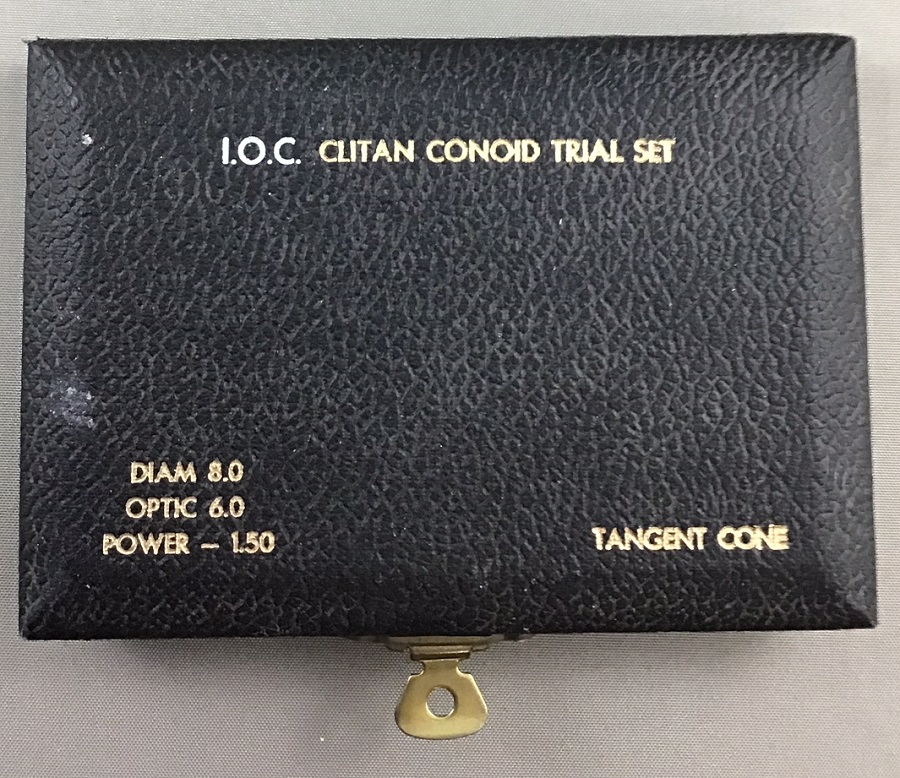 I.O.C. CLITAN CONOID TRIAL SET
DIAM 8.0
OPTIC 6.0
POWER – 1.50
TANGENT CONE